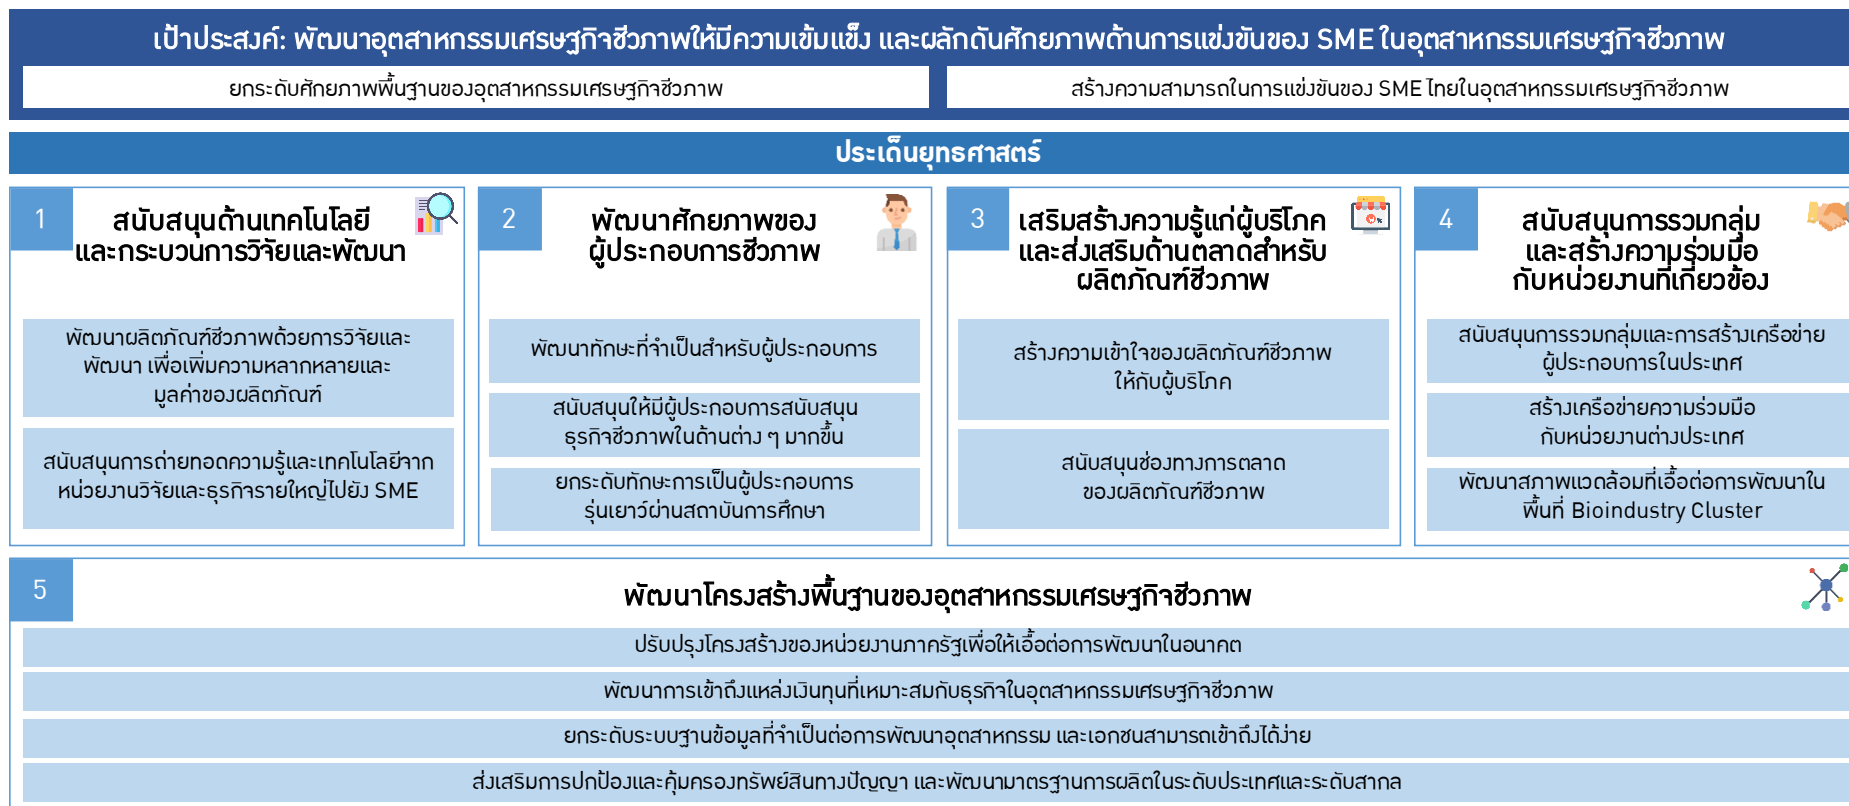 เป้าประสงค์: พัฒนาอุตสาหกรรมเศรษฐกิจชีวภาพให้มีความเข้มแข็ง และผลักดันศักยภาพด้านการแข่งขันของ SME ในอุตสาหกรรมเศรษฐกิจชีวภาพ
ยกระดับศักยภาพพื้นฐานของอุตสาหกรรมเศรษฐกิจชีวภาพ
สร้างความสามารถในการแข่งขันของ SME ไทยในอุตสาหกรรมเศรษฐกิจชีวภาพ
ประเด็นยุทธศาสตร์
1
สนับสนุนด้านเทคโนโลยี
และกระบวนการวิจัยและพัฒนา
พัฒนาผลิตภัณฑ์ชีวภาพด้วยการวิจัยและ
พัฒนา เพื่อเพิ่มความหลากหลายและ
มูลค่าของผลิตภัณฑ์
สนับสนุนการถ่ายทอดความรู้และเทคโนโลยีจาก
หน่วยงานวิจัยและธุรกิจรายใหญ่ไปยัง SME
2
พัฒนาศักยภาพของ
ผู้ประกอบการชีวภาพ
พัฒนาทักษะที่จำเป็นสำหรับผู้ประกอบการ
สนับสนุนให้มีผู้ประกอบการสนับสนุน
ธุรกิจชีวภาพในด้านต่าง ๆ มากขึ้น
ยกระดับทักษะการเป็นผู้ประกอบการ
รุ่นเยาว์ผ่านสถาบันการศึกษา
3
เสริมสร้างความรู้แก่ผู้บริโภค
และส่งเสริมด้านตลาดสำหรับ
ผลิตภัณฑ์ชีวภาพ
สร้างความเข้าใจของผลิตภัณฑ์ชีวภาพ
ให้กับผู้บริโภค
สนับสนุนช่องทางการตลาด
ของผลิตภัณฑ์ชีวภาพ
4
สนับสนุนการรวมกลุ่ม
และสร้างความร่วมมือ
กับหน่วยงานที่เกี่ยวข้อง
สนับสนุนการรวมกลุ่มและการสร้างเครือข่าย
ผู้ประกอบการในประเทศ
สร้างเครือข่ายความร่วมมือ
กับหน่วยงานต่างประเทศ
พัฒนาสภาพแวดล้อมที่เอื้อต่อการพัฒนาใน
พื้นที่ Bioindustry Cluster
5
พัฒนาโครงสร้างพื้นฐานของอุตสาหกรรมเศรษฐกิจชีวภาพ
ปรับปรุงโครงสร้างของหน่วยงานภาครัฐเพื่อให้เอื้อต่อการพัฒนาในอนาคต
พัฒนาการเข้าถึงแหล่งเงินทุนที่เหมาะสมกับธุรกิจในอุตสาหกรรมเศรษฐกิจชีวภาพ
ยกระดับระบบฐานข้อมูลที่จำเป็นต่อการพัฒนาอุตสาหกรรม และเอกชนสามารถเข้าถึงได้ง่าย
ส่งเสริมการปกป้องและคุ้มครองทรัพย์สินทางปัญญา และพัฒนามาตรฐานการผลิตในระดับประเทศและระดับสากล